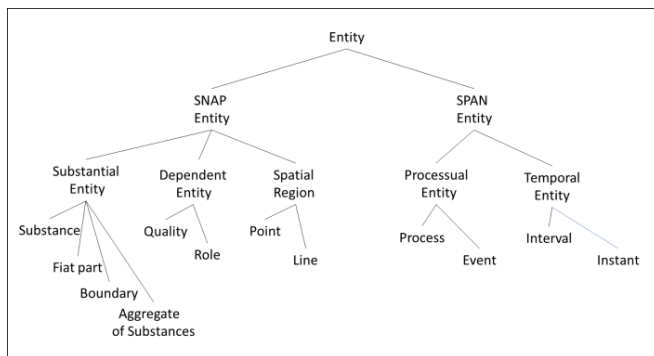 Entity
SNAP
Entity
SPAN
Entity
Substantial
Entity
Dependent
Entity
Spatial
Region
Processual
Entity
Temporal
Entity
Substance
Fiat part
Boundary
Aggregate
of Substances
Quality
Role
Point
Line
Process
Event
Interval
Instant